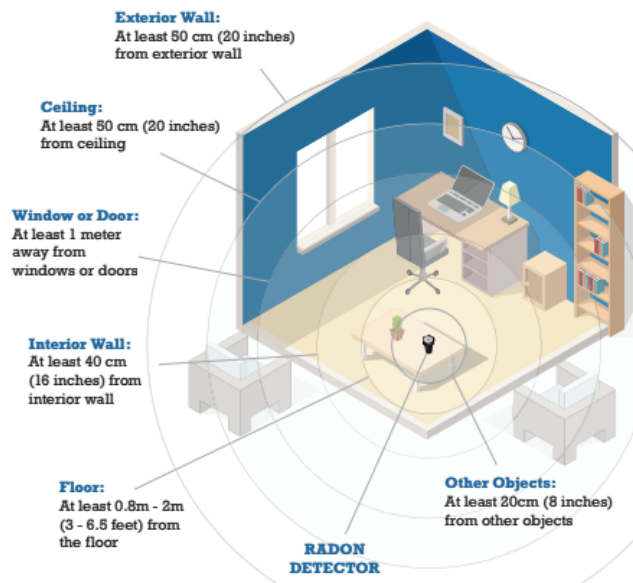 Exterior Wall:
At least 50 cm (20 inches)
from exterior wall
Ceiling:
At least 50 cm (20 inches)
from ceiling
Window or Door:
At least 1 meter
away from
windows or doors
Interior Wall:
At least 40 cm
(16 inches) from
interior wall
Floor:
At least 0.8m - 2m
(3 - 6.5 feet) from
the floor
Other Objects:
At least 20cm (8 inches)
from other objects
RADON
DETECTOR